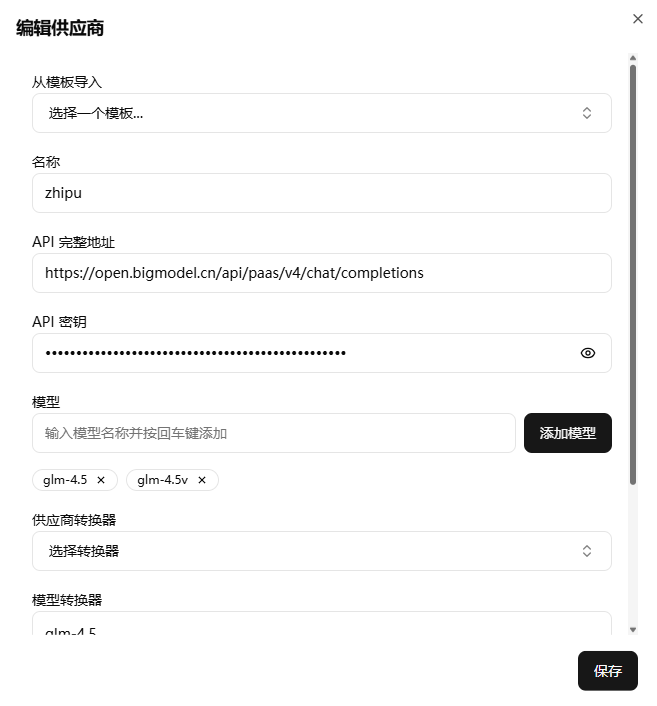 编辑供应商
从模板导入
选择一个模板...
名称
zhipu
API 完整地址
https://open.bigmodel.cn/api/paas/v4/chat/completions
API 密钥
•••••••••••••••••••••••••••••••••••••••••••••••••
模型
输入模型名称并按回车键添加 添加模型
glm-4.5 × glm-4.5v ×
供应商转换器
选择转换器
模型转换器
glm-4.5
保存